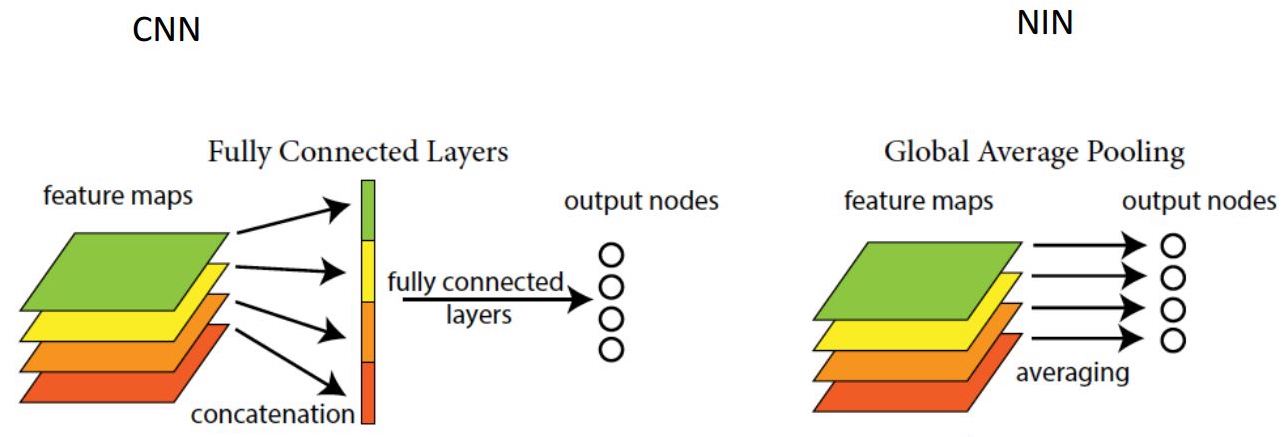 CNN
Fully Connected Layers
feature maps
output nodes
fully connected
layers
concatenation
NIN
Global Average Pooling
feature maps
output nodes
averaging